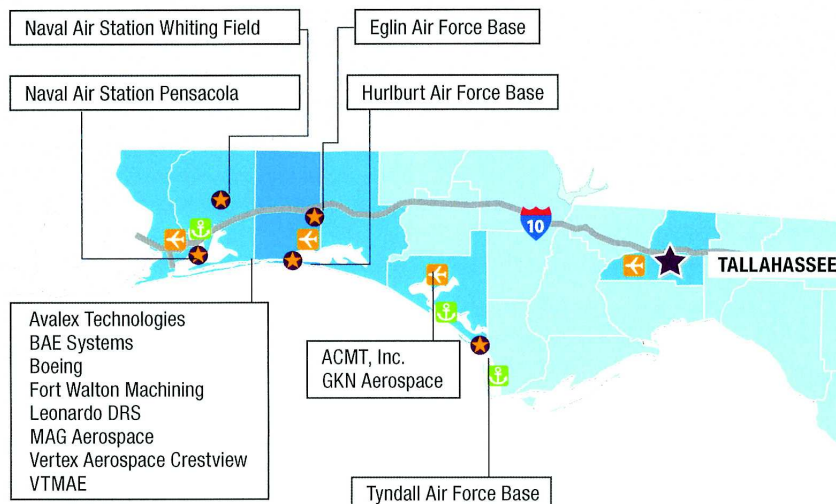 Naval Air Station Whiting Field
Eglin Air Force Base
Naval Air Station Pensacola
Hurlburt Air Force Base
10
TALLAHASSEE
Avalex Technologies
BAE Systems
Boeing
Fort Walton Machining
Leonardo DRS
MAG Aerospace
Vertex Aerospace Crestview
VTMAE
ACMT, Inc.
GKN Aerospace
Tyndall Air Force Base